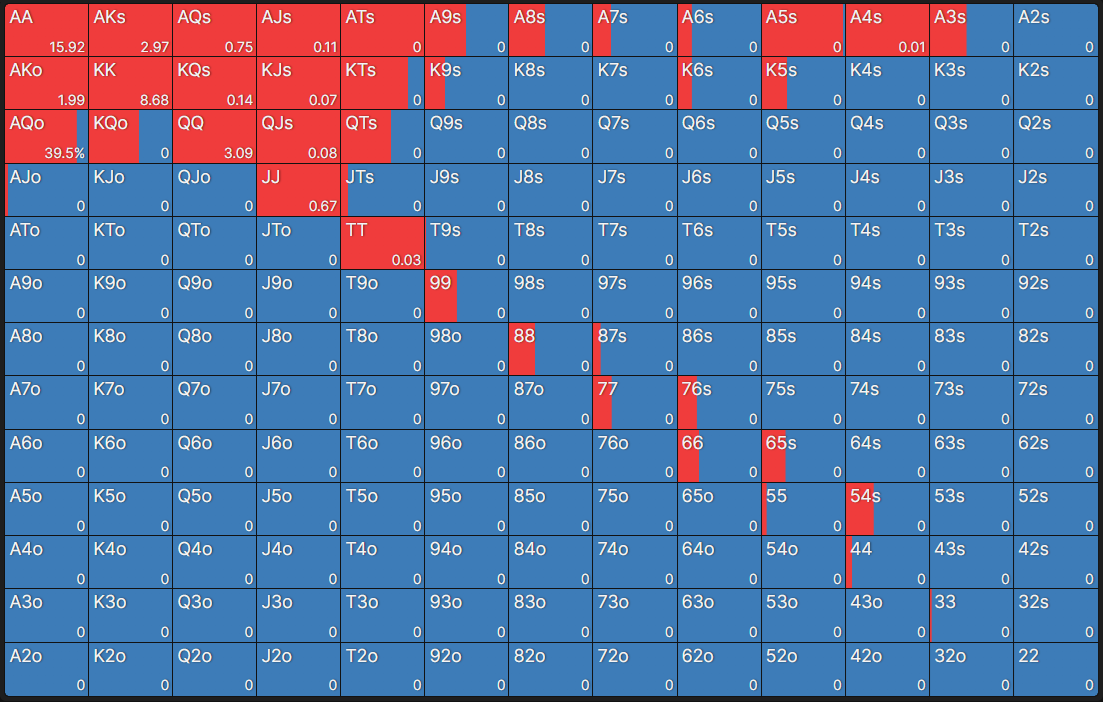 AA AKs AQs AJs ATs A9s A8s A7s A6s A5s A4s A3s A2s
15.92 2.97 0.75 0.11 0 0 0 0 0 0 0.01 0 0
AKo KK KQs KJs KTs K9s K8s K7s K6s K5s K4s K3s K2s
1.99 8.68 0.14 0.07 0 0 0 0 0 0 0 0 0
AQo KQo QQ QJs QTs Q9s Q8s Q7s Q6s Q5s Q4s Q3s Q2s
39.5% 0 3.09 0.08 0 0 0 0 0 0 0 0 0
AJo KJo QJo JJ JTs J9s J8s J7s J6s J5s J4s J3s J2s
0 0 0 0.67 0 0 0 0 0 0 0 0 0
ATo KTo QTo JTo TT T9s T8s T7s T6s T5s T4s T3s T2s
0 0 0 0 0.03 0 0 0 0 0 0 0 0
A9o K9o Q9o J9o T9o 99 98s 97s 96s 95s 94s 93s 92s
0 0 0 0 0 0 0 0 0 0 0 0 0
A8o K8o Q8o J8o T8o 98o 88 87s 86s 85s 84s 83s 82s
0 0 0 0 0 0 0 0 0 0 0 0 0
A7o K7o Q7o J7o T7o 97o 87o 77 76s 75s 74s 73s 72s
0 0 0 0 0 0 0 0 0 0 0 0 0
A6o K6o Q6o J6o T6o 96o 86o 76o 66 65s 64s 63s 62s
0 0 0 0 0 0 0 0 0 0 0 0 0
A5o K5o Q5o J5o T5o 95o 85o 75o 65o 55 54s 53s 52s
0 0 0 0 0 0 0 0 0 0 0 0 0
A4o K4o Q4o J4o T4o 94o 84o 74o 64o 54o 44 43s 42s
0 0 0 0 0 0 0 0 0 0 0 0 0
A3o K3o Q3o J3o T3o 93o 83o 73o 63o 53o 43o 33 32s
0 0 0 0 0 0 0 0 0 0 0 0 0
A2o K2o Q2o J2o T2o 92o 82o 72o 62o 52o 42o 32o 22
0 0 0 0 0 0 0 0 0 0 0 0 0